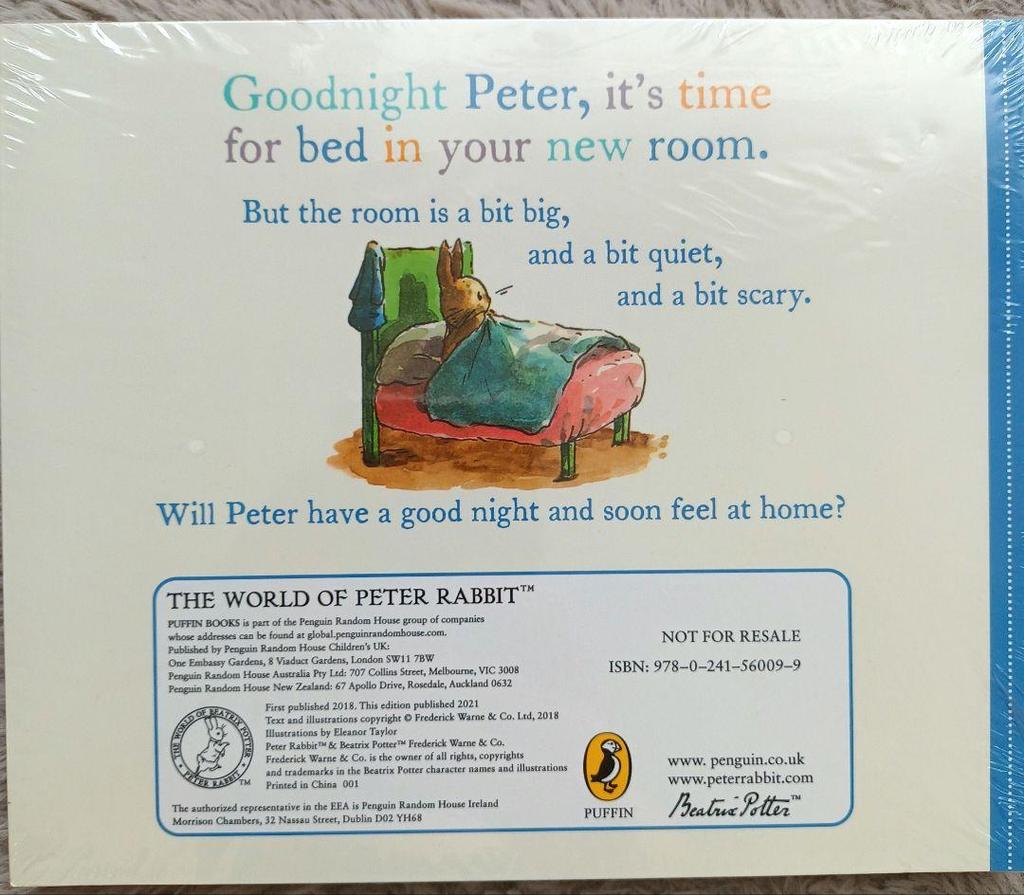 Goodnight Peter, it's time
for bed in your new room.
But the room is a bit big,
and a bit quiet,
and a bit scary.
Will Peter have a good night and soon feel at home?
THE WORLD OF PETER RABBIT™
PUFFIN BOOKS is part of the Penguin Random House group of companies
whose addresses can be found at global.penguinrandomhouse.com.
Published by Penguin Random House Children's UK:
One Embassy Gardens, 8 Viaduct Gardens, London SW11 7BW
Penguin Random House Australia Pty Ltd: 707 Collins Street, Melbourne, VIC 3008
Penguin Random House New Zealand: 67 Apollo Drive, Rosedale, Auckland 0632
NOT FOR RESALE
ISBN: 978-0-241-56009-9
THE WORLD OF BEATRIX POTTER
PETER RABBIT™
First published 2018. This edition published 2021
Text and illustrations copyright © Frederick Warne & Co. Ltd, 2018
Illustrations by Eleanor Taylor
Peter Rabbit™ & Beatrix Potter™ Frederick Warne & Co.
Frederick Warne & Co. is the owner of all rights, copyrights
and trademarks in the Beatrix Potter character names and illustrations
Printed in China 001
The authorized representative in the EEA is Penguin Random House Ireland
Morrison Chambers, 32 Nassau Street, Dublin D02 YH68
PUFFIN
www. penguin.co.uk
www.peterrabbit.com
Beatrix Potter™